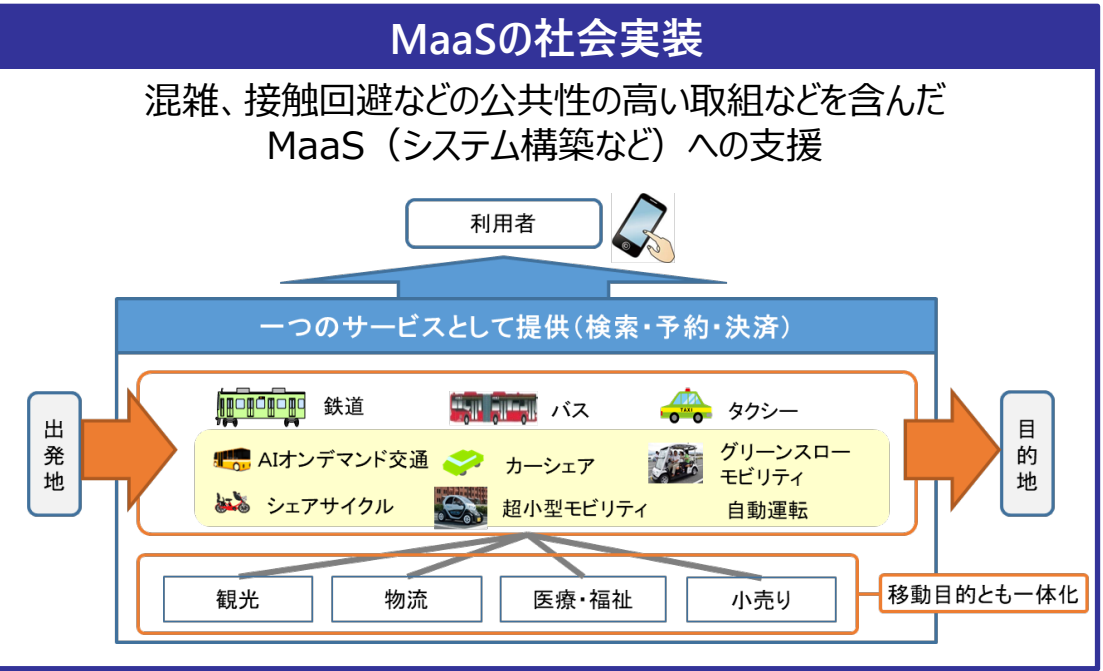 MaaSの社会実装
混雑、接触回避などの公共性の高い取組などを含んだ
MaaS（システム構築など）への支援
利用者
一つのサービスとして提供（検索・予約・決済）
出発地
鉄道
バス
TAXI
タクシー
AIオンデマンド交通
カーシェア
グリーンスロー
モビリティ
シェアサイクル
超小型モビリティ
自動運転
目的地
観光
物流
医療・福祉
小売り
移動目的とも一体化